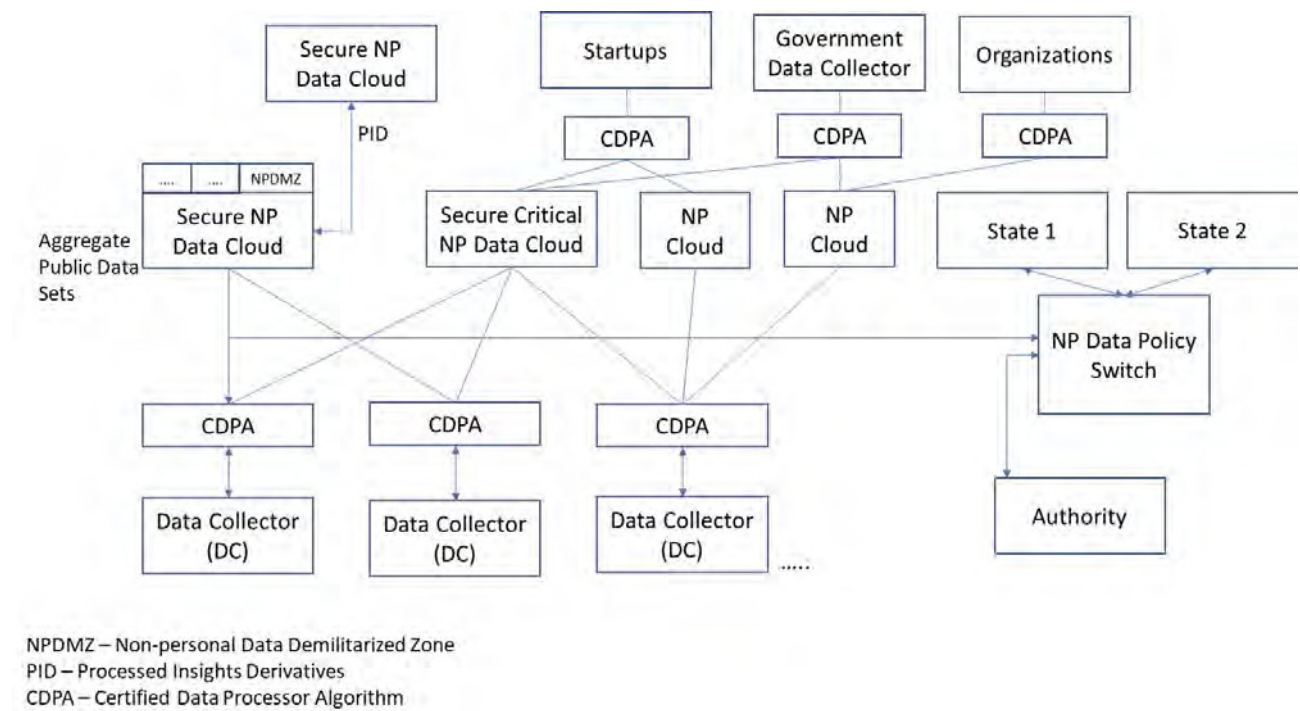 Secure NP
Data Cloud
Startups
Government
Data Collector
Organizations
PID
CDPA
CDPA
CDPA
....
....
NPDMZ
Secure NP
Data Cloud
Aggregate
Public Data
Sets
Secure Critical
NP Data Cloud
NP
Cloud
NP
Cloud
State 1
State 2
NP Data Policy
Switch
CDPA
CDPA
CDPA
Data Collector
(DC)
Data Collector
(DC)
Data Collector
(DC)
.....
Authority
NPDMZ – Non-personal Data Demilitarized Zone
PID – Processed Insights Derivatives
CDPA – Certified Data Processor Algorithm